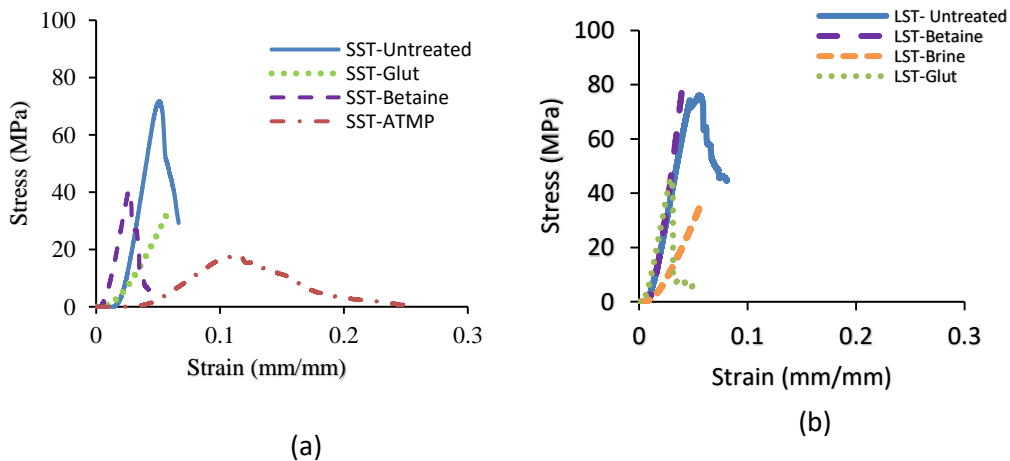 100
80
60
40
20
0
Stress (MPa)
0
0.1
0.2
0.3
Strain (mm/mm)
SST-Untreated
SST-Glut
SST-Betaine
SST-ATMP
(a)
100
80
60
40
20
0
Stress (MPa)
0
0.1
0.2
0.3
Strain (mm/mm)
LST- Untreated
LST-Betaine
LST-Brine
LST-Glut
(b)